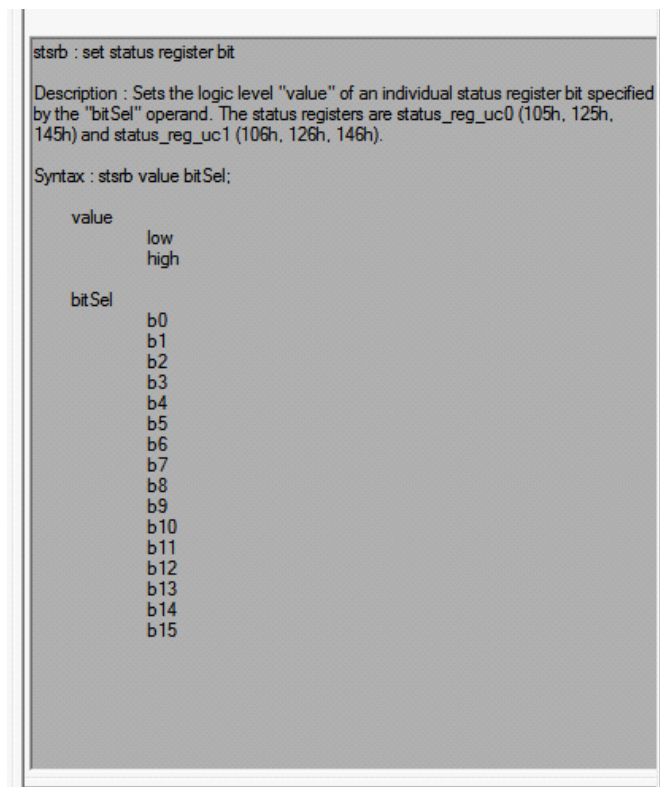 stsrb : set status register bit
Description : Sets the logic level "value" of an individual status register bit specified
by the "bitSel" operand. The status registers are status_reg_uc0 (105h, 125h,
145h) and status_reg_uc1 (106h, 126h, 146h).
Syntax : stsrb value bitSel;
value
low
high
bitSel
b0
b1
b2
b3
b4
b5
b6
b7
b8
b9
b10
b11
b12
b13
b14
b15